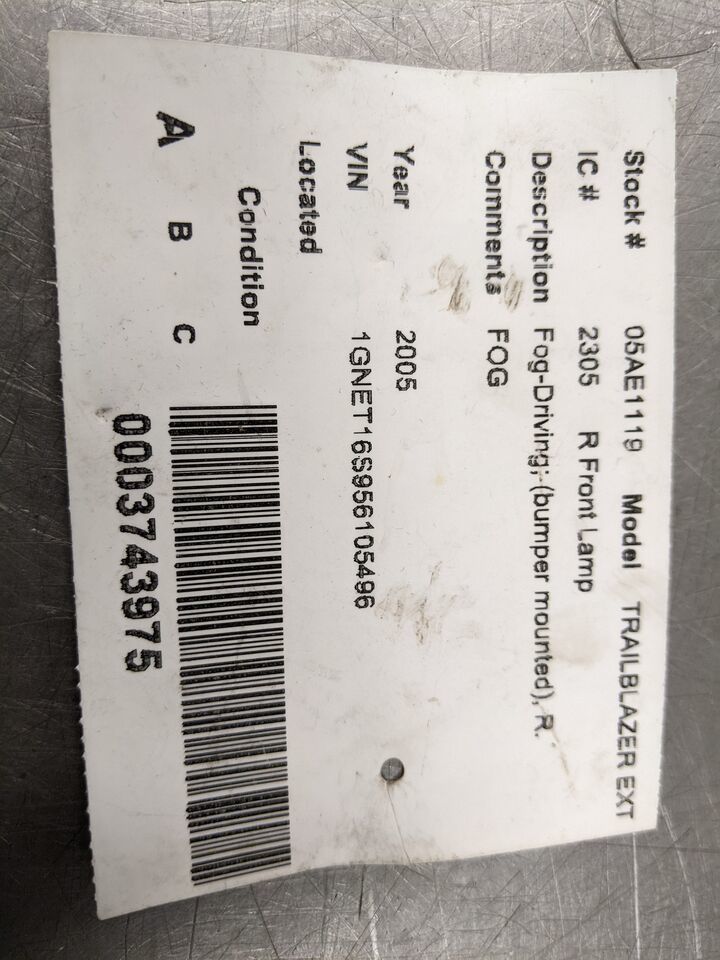 Stock # 05AE1119 Model TRAILBLAZER EXT
IC # 2305 R Front Lamp
Description Fog-Driving; (bumper mounted), R.
Comments FOG
Year 2005
VIN 1GNET16S956105496
Located
Condition
A B C
0003743975